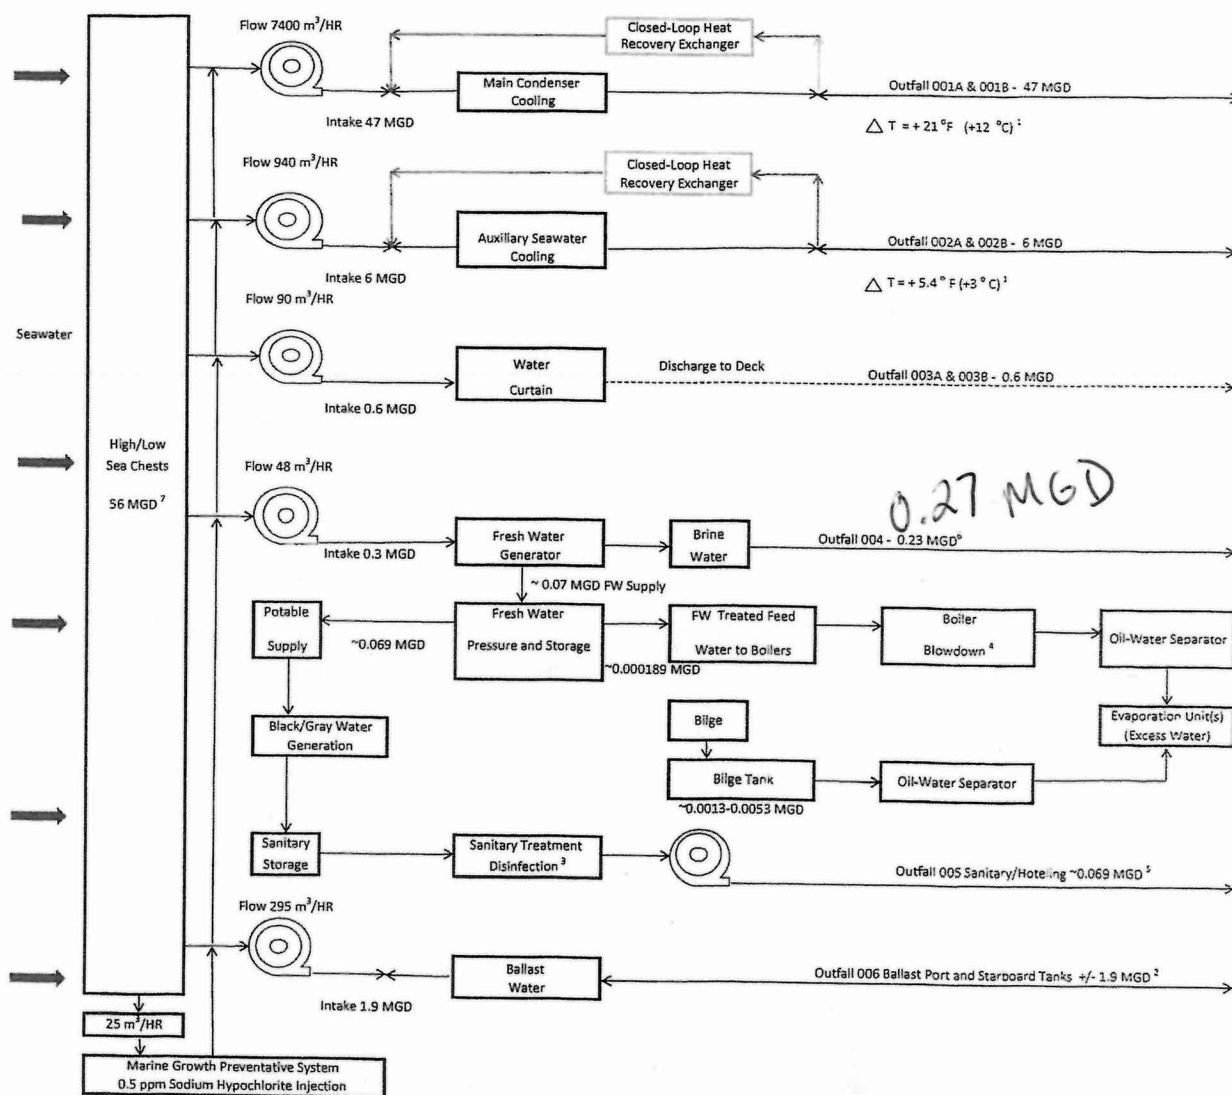 Flow 7400 m³/HR
Closed-Loop Heat
Recovery Exchanger
Main Condenser
Cooling
Outfall 001A & 001B - 47 MGD
Intake 47 MGD
△ T = + 21 °F (+12 °C) ¹
Flow 940 m³/HR
Closed-Loop Heat
Recovery Exchanger
Auxiliary Seawater
Cooling
Outfall 002A & 002B - 6 MGD
Intake 6 MGD
△ T = + 5.4 ° F (+3 ° C) ¹
Flow 90 m³/HR
Seawater
Water
Curtain
Discharge to Deck
Outfall 003A & 003B - 0.6 MGD
Intake 0.6 MGD
High/Low
Sea Chests
56 MGD ⁷
Flow 48 m³/HR
0.27 MGD
Fresh Water
Generator
Brine
Water
Outfall 004 - 0.23 MGD⁶
Intake 0.3 MGD
~ 0.07 MGD FW Supply
Potable
Supply
~0.069 MGD
Fresh Water
Pressure and Storage
~0.000189 MGD
FW Treated Feed
Water to Boilers
Boiler
Blowdown ⁴
Oil-Water Separator
Black/Gray Water
Generation
Bilge
Evaporation Unit(s)
(Excess Water)
Bilge Tank
Oil-Water Separator
~0.0013-0.0053 MGD
Sanitary
Storage
Sanitary Treatment
Disinfection ³
Outfall 005 Sanitary/Hoteling ~0.069 MGD ⁵
Flow 295 m³/HR
Ballast
Water
Outfall 006 Ballast Port and Starboard Tanks +/- 1.9 MGD ²
Intake 1.9 MGD
25 m³/HR
Marine Growth Preventative System
0.5 ppm Sodium Hypochlorite Injection